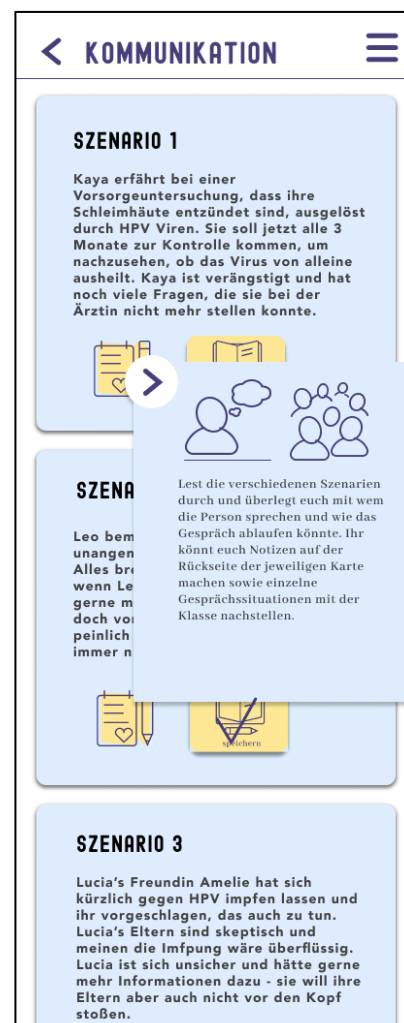 KOMMUNIKATION
SZENARIO 1
Kaya erfährt bei einer
Vorsorgeuntersuchung, dass ihre
Schleimhäute entzündet sind, ausgelöst
durch HPV Viren. Sie soll jetzt alle 3
Monate zur Kontrolle kommen, um
nachzusehen, ob das Virus von alleine
ausheilt. Kaya ist verängstigt und hat
noch viele Fragen, die sie bei der
Ärztin nicht mehr stellen konnte.
Lest die verschiedenen Szenarien
durch und überlegt euch mit wem
die Person sprechen und wie das
Gespräch ablaufen könnte. Ihr
könnt euch Notizen auf der
Rückseite der jeweiligen Karte
machen sowie einzelne
Gesprächssituationen mit der
Klasse nachstellen.
SZENA
Leo bem
unangen
Alles bre
wenn Le
gerne m
doch vo
peinlich
immer n
speichern
SZENARIO 3
Lucia’s Freundin Amelie hat sich
kürzlich gegen HPV impfen lassen und
ihr vorgeschlagen, das auch zu tun.
Lucia’s Eltern sind skeptisch und
meinen die Imfpung wäre überflüssig.
Lucia ist sich unsicher und hätte gerne
mehr Informationen dazu - sie will ihre
Eltern aber auch nicht vor den Kopf
stoßen.